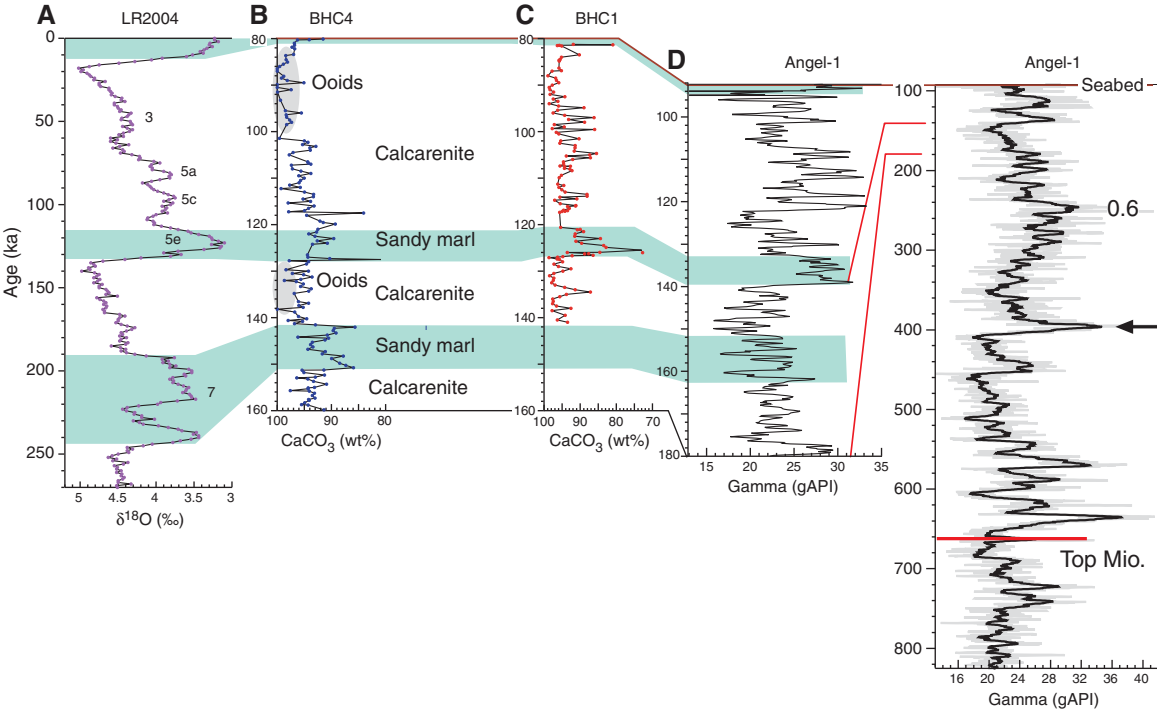 A
LR2004
B
BHC4
C
BHC1
D
Angel-1
Angel-1
0
50
100
150
200
250
Age (ka)
3
5a
5c
5e
7
5
4.5
4
3.5
3
δ18O (‰)
80
100
120
140
160
Ooids
Calcarenite
Sandy marl
Ooids
Calcarenite
Sandy marl
Calcarenite
100
90
80
CaCO3 (wt%)
80
100
120
140
160
100
90
80
70
CaCO3 (wt%)
100
120
140
160
180
15
20
25
30
35
Gamma (gAPI)
Seabed
100
200
300
400
500
600
700
800
0.6
Top Mio.
16
20
24
28
32
36
40
Gamma (gAPI)